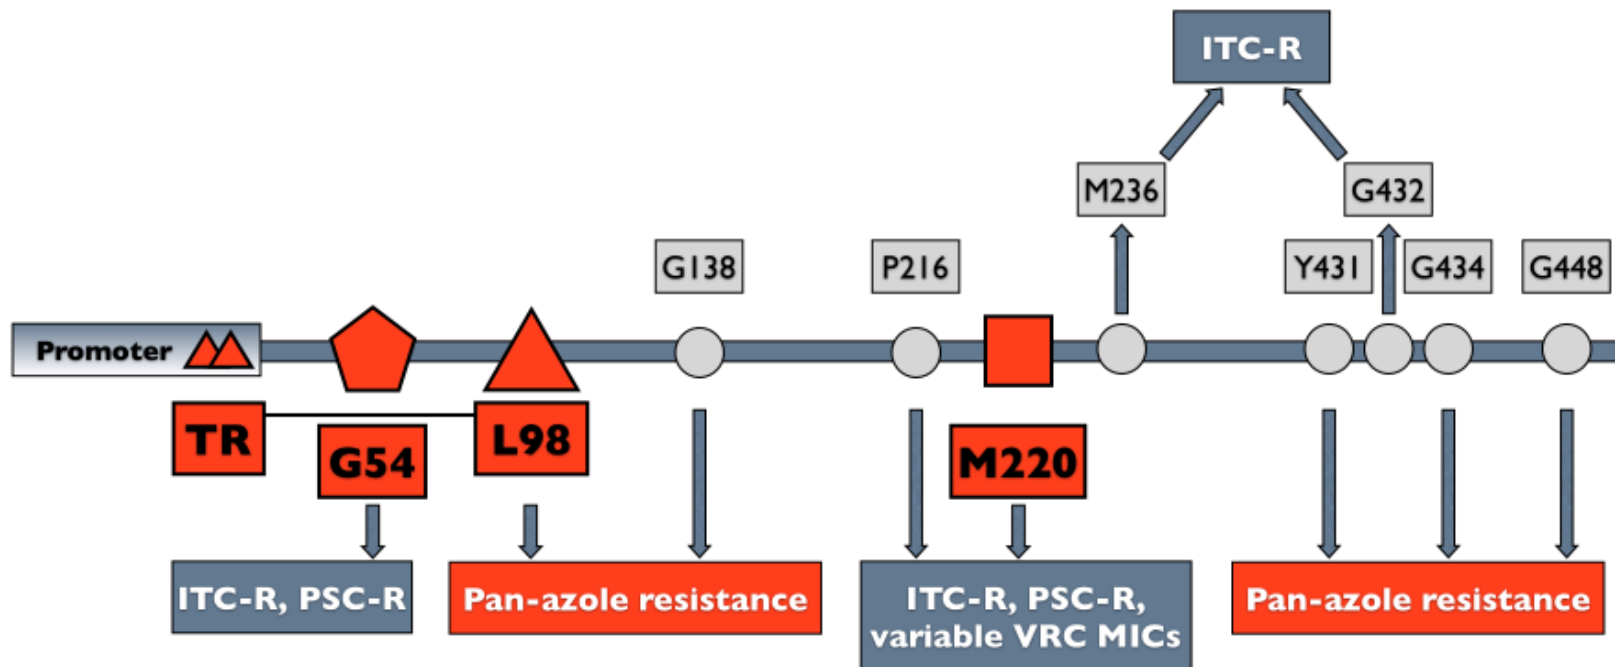 ITC-R
M236
G432
G138
P216
Y431
G434
G448
Promoter
TR
G54
L98
M220
ITC-R, PSC-R
Pan-azole resistance
ITC-R, PSC-R,
variable VRC MICs
Pan-azole resistance